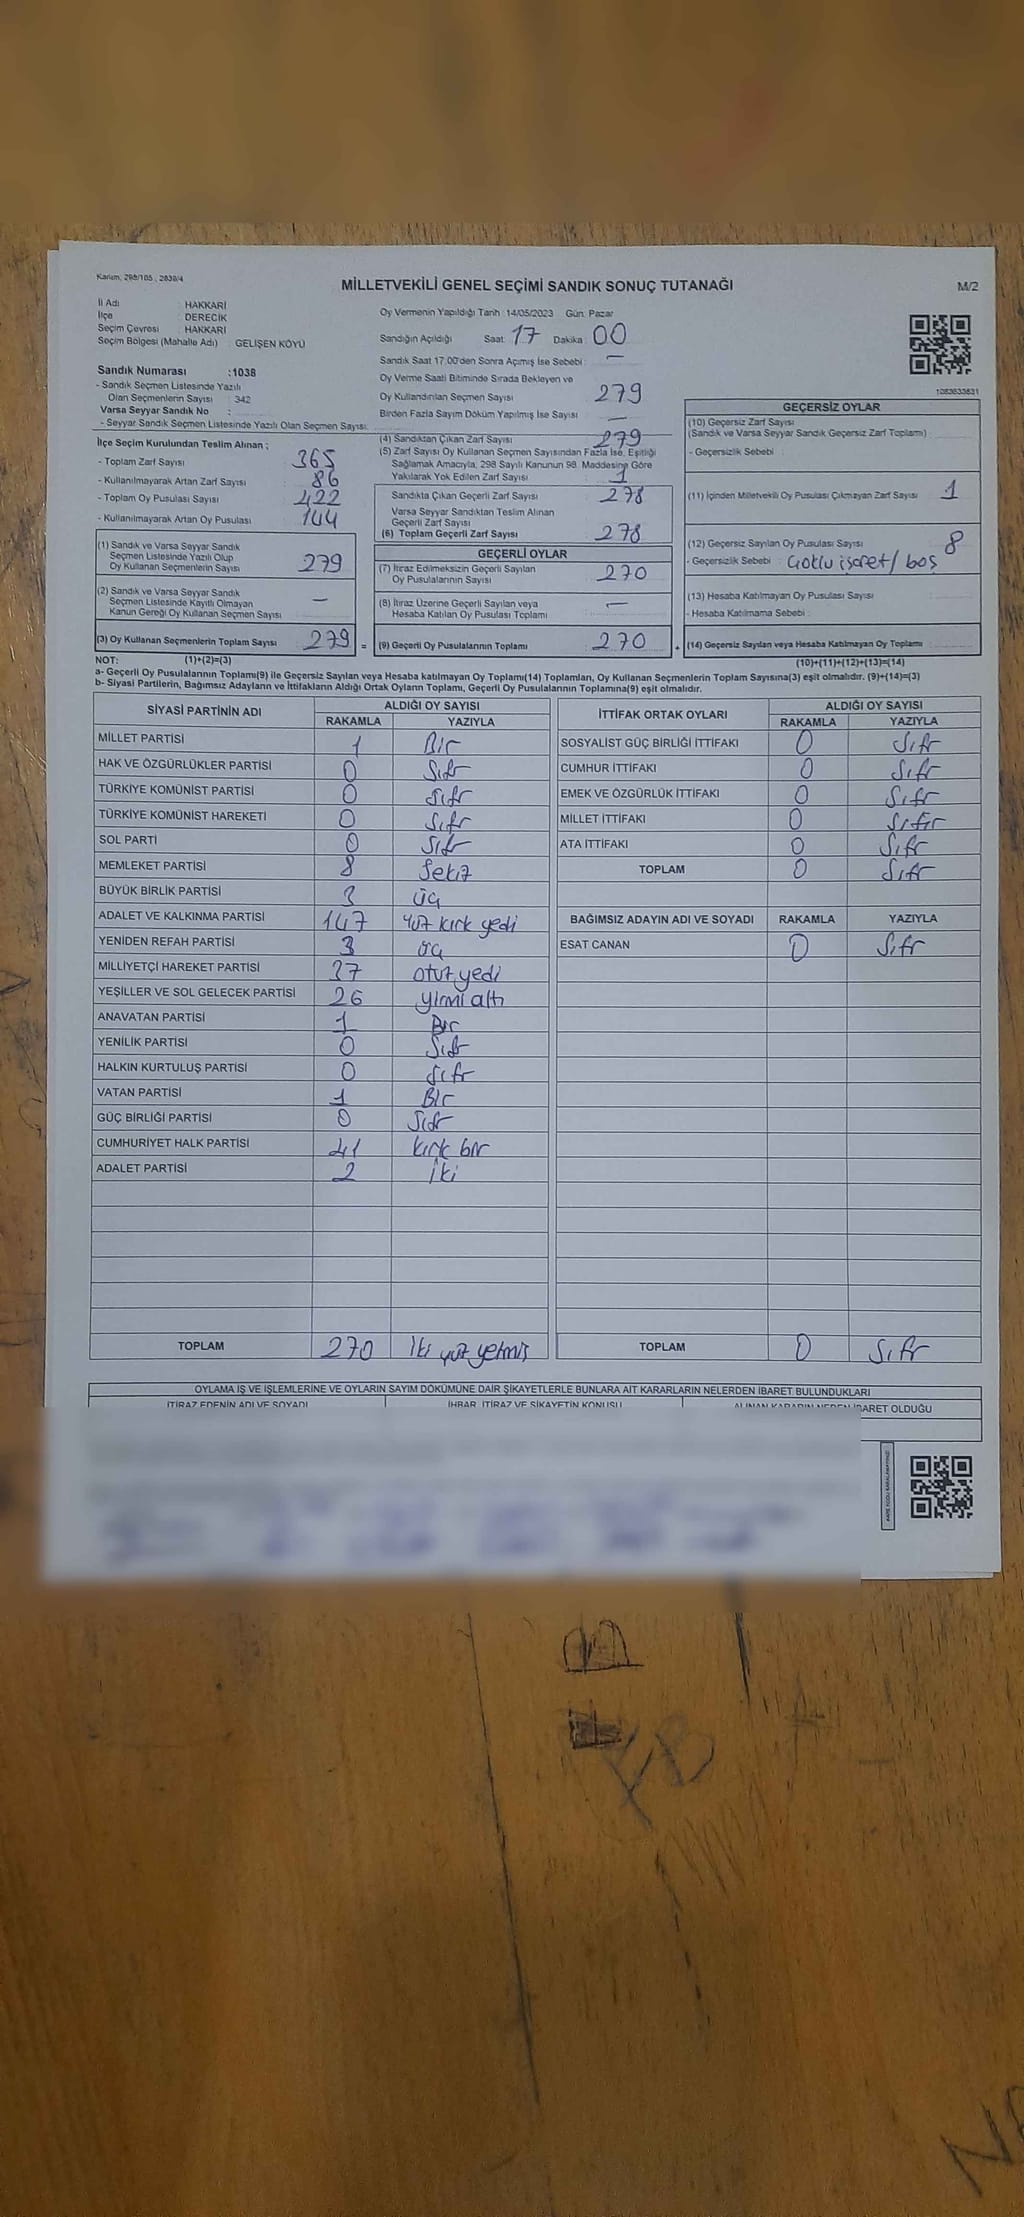 Kanun, 298/105 , 2839/4
MİLLETVEKİLİ GENEL SEÇİMİ SANDIK SONUÇ TUTANAĞI
M/2
İl Adı : HAKKARİ
İlçe : DERECİK
Seçim Çevresi : HAKKARİ
Seçim Bölgesi (Mahalle Adı) : GELİŞEN KÖYÜ
Sandık Numarası :1038
- Sandık Seçmen Listesinde Yazılı
Olan Seçmenlerin Sayısı : 342
Varsa Seyyar Sandık No :
- Seyyar Sandık Seçmen Listesinde Yazılı Olan Seçmen Sayısı:
Oy Vermenin Yapıldığı Tarih : 14/05/2023 Gün: Pazar
Sandığın Açıldığı Saat: 17 Dakika: 00
Sandık Saat 17.00'den Sonra Açımış İse Sebebi : —
Oy Verme Saati Bitiminde Sırada Bekleyen ve
Oy Kullandırılan Seçmen Sayısı 279
Birden Fazla Sayım Döküm Yapılmış İse Sayısı —
1083633831
İlçe Seçim Kurulundan Teslim Alınan ;
- Toplam Zarf Sayısı 365
- Kullanılmayarak Artan Zarf Sayısı 86
- Toplam Oy Pusulası Sayısı 422
- Kullanılmayarak Artan Oy Pusulası 144
(1) Sandık ve Varsa Seyyar Sandık
Seçmen Listesinde Yazılı Olup
Oy Kullanan Seçmenlerin Sayısı 279
(2) Sandık ve Varsa Seyyar Sandık
Seçmen Listesinde Kayıtlı Olmayan
Kanun Gereği Oy Kullanan Seçmen Sayısı —
(3) Oy Kullanan Seçmenlerin Toplam Sayısı 279 =
(1)+(2)=(3)
(4) Sandıktan Çıkan Zarf Sayısı 279
(5) Zarf Sayısı Oy Kullanan Seçmen Sayısından Fazla İse, Eşitliği
Sağlamak Amacıyla, 298 Sayılı Kanunun 98. Maddesine Göre
Yakılarak Yok Edilen Zarf Sayısı 1
Sandıkta Çıkan Geçerli Zarf Sayısı 278
Varsa Seyyar Sandıktan Teslim Alınan
Geçerli Zarf Sayısı
(6) Toplam Geçerli Zarf Sayısı 278
GEÇERLİ OYLAR
(7) İtiraz Edilmeksizin Geçerli Sayılan
Oy Pusulalarının Sayısı 270
(8) İtiraz Üzerine Geçerli Sayılan veya
Hesaba Katılan Oy Pusulası Toplamı —
(9) Geçerli Oy Pusulalarının Toplamı 270 +
GEÇERSİZ OYLAR
(10) Geçersiz Zarf Sayısı
(Sandık ve Varsa Seyyar Sandık Geçersiz Zarf Toplamı) :
- Geçersizlik Sebebi :
(11) İçinden Milletvekili Oy Pusulası Çıkmayan Zarf Sayısı 1
(12) Geçersiz Sayılan Oy Pusulası Sayısı 8
- Geçersizlik Sebebi : Çoklu işaret/ boş
(13) Hesaba Katılmayan Oy Pusulası Sayısı
- Hesaba Katılmama Sebebi :
(14) Geçersiz Sayılan veya Hesaba Katılmayan Oy Toplamı
(10)+(11)+(12)+(13)=(14)
NOT:
a- Geçerli Oy Pusulalarının Toplamı(9) ile Geçersiz Sayılan veya Hesaba katılmayan Oy Toplamı(14) Toplamları, Oy Kullanan Seçmenlerin Toplam Sayısına(3) eşit olmalıdır. (9)+(14)=(3)
b- Siyasi Partilerin, Bağımsız Adayların ve İttifakların Aldığı Ortak Oyların Toplamı, Geçerli Oy Pusulalarının Toplamına(9) eşit olmalıdır.
SİYASİ PARTİNİN ADI
ALDIĞI OY SAYISI
RAKAMLA YAZIYLA
MİLLET PARTİSİ 1 Bir
HAK VE ÖZGÜRLÜKLER PARTİSİ 0 Sıfır
TÜRKİYE KOMÜNİST PARTİSİ 0 Sıfır
TÜRKİYE KOMÜNİST HAREKETİ 0 Sıfır
SOL PARTİ 0 Sıfır
MEMLEKET PARTİSİ 8 Sekiz
BÜYÜK BİRLİK PARTİSİ 3 üç
ADALET VE KALKINMA PARTİSİ 147 yüz kırk yedi
YENİDEN REFAH PARTİSİ 3 üç
MİLLİYETÇİ HAREKET PARTİSİ 37 otuz yedi
YEŞİLLER VE SOL GELECEK PARTİSİ 26 yirmi altı
ANAVATAN PARTİSİ 1 Bir
YENİLİK PARTİSİ 0 Sıfır
HALKIN KURTULUŞ PARTİSİ 0 Sıfır
VATAN PARTİSİ 1 Bir
GÜÇ BİRLİĞİ PARTİSİ 0 Sıfır
CUMHURİYET HALK PARTİSİ 41 kırk bir
ADALET PARTİSİ 2 iki
TOPLAM 270 iki yüz yetmiş
İTTİFAK ORTAK OYLARI
ALDIĞI OY SAYISI
RAKAMLA YAZIYLA
SOSYALİST GÜÇ BİRLİĞİ İTTİFAKI 0 Sıfır
CUMHUR İTTİFAKI 0 Sıfır
EMEK VE ÖZGÜRLÜK İTTİFAKI 0 Sıfır
MİLLET İTTİFAKI 0 Sıfır
ATA İTTİFAKI 0 Sıfır
TOPLAM 0 Sıfır
BAĞIMSIZ ADAYIN ADI VE SOYADI RAKAMLA YAZIYLA
ESAT CANAN 0 Sıfır
TOPLAM 0 Sıfır
OYLAMA İŞ VE İŞLEMLERİNE VE OYLARIN SAYIM DÖKÜMÜNE DAİR ŞİKAYETLERLE BUNLARA AİT KARARLARIN NELERDEN İBARET BULUNDUKLARI
İTİRAZ EDENİN ADI VE SOYADI
İHBAR, İTİRAZ VE ŞİKAYETİN KONUSU
ALINAN KARARIN NEDEN İBARET OLDUĞU